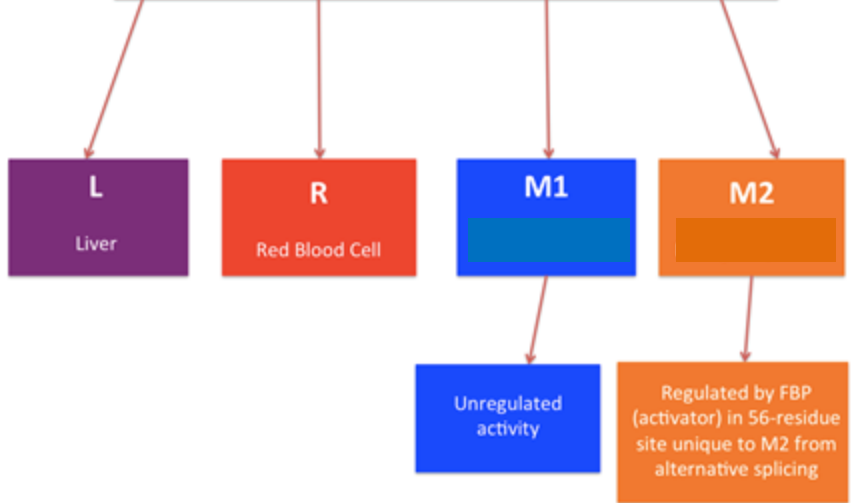 L
Liver
R
Red Blood Cell
M1
M2
Unregulated
activity
Regulated by FBP
(activator) in 56-residue
site unique to M2 from
alternative splicing